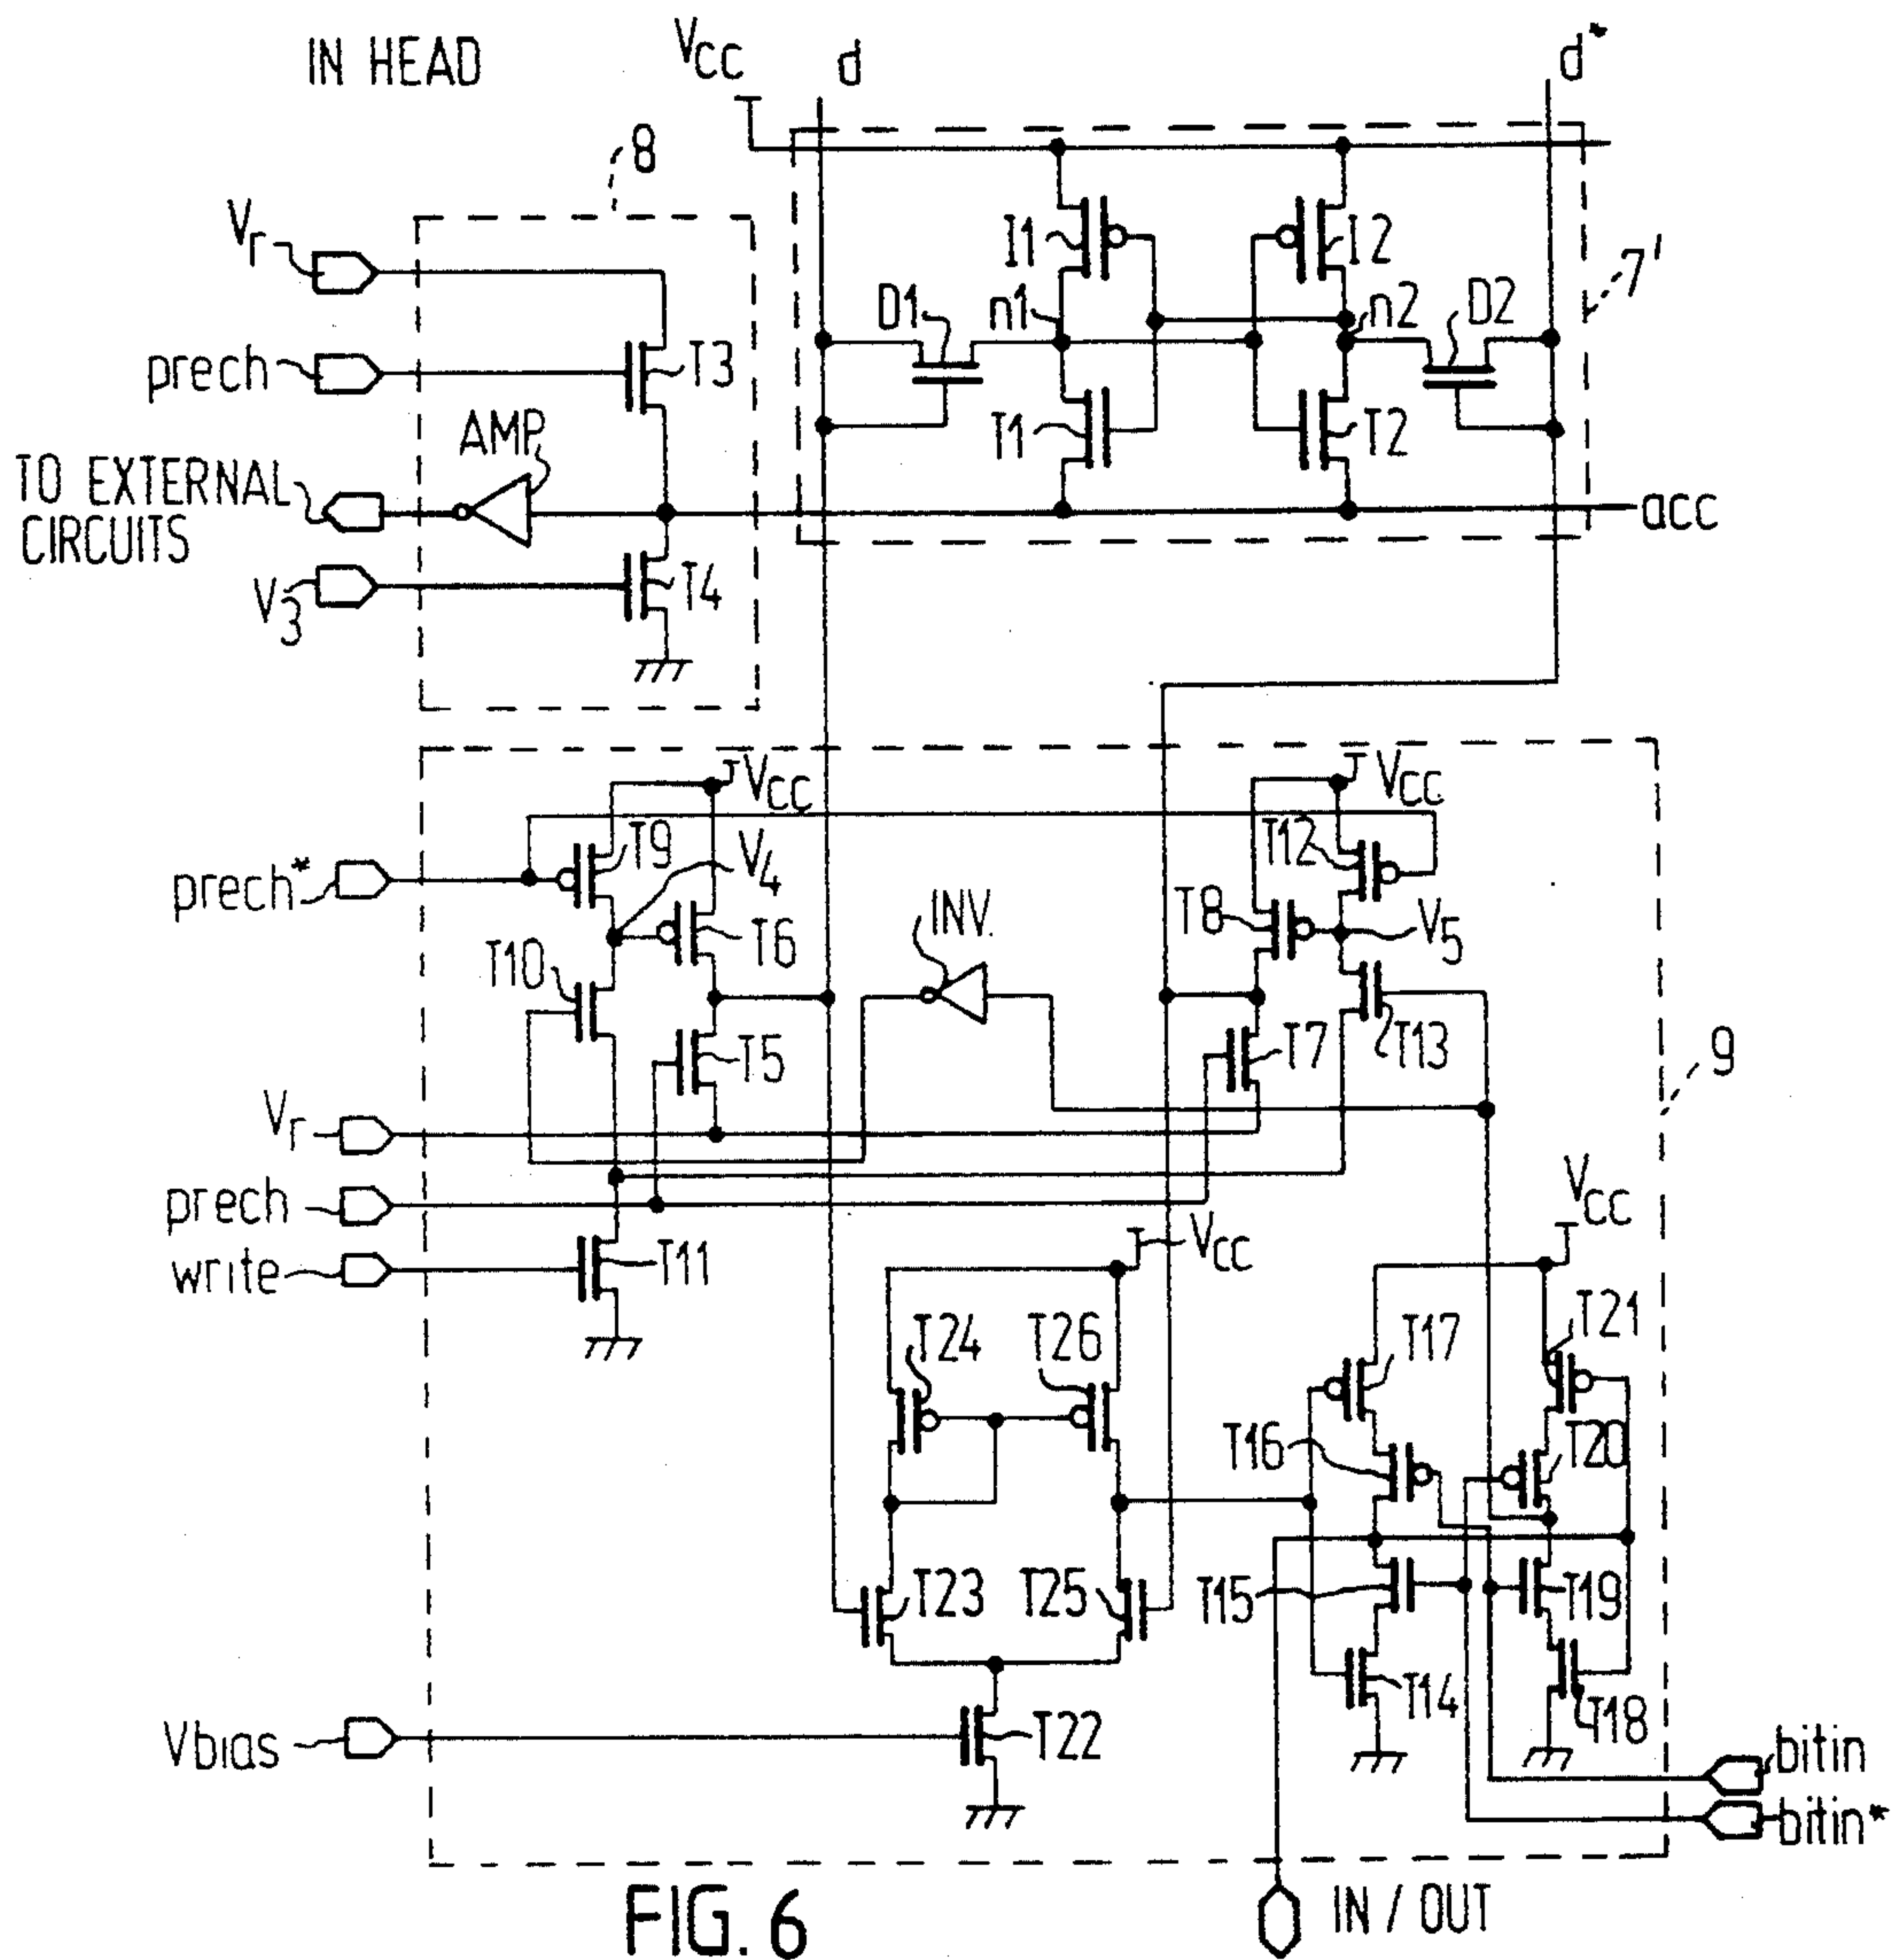 IN HEAD
VCC
d
d*
8
Vr
I1
I2
7'
D1
n1
n2
D2
prech
T3
T1
T2
AMP.
TO EXTERNAL
CIRCUITS
acc
V3
T4
VCC
VCC
T9
V4
T12
prech*
T8
V5
T10
T6
INV.
T5
T7
T13
9
Vr
prech
VCC
VCC
write
T11
T24
T26
T17
T21
T16
T20
T23
T25
T15
T19
T14
T18
Vbias
T22
bitin
bitin*
IN / OUT
FIG. 6